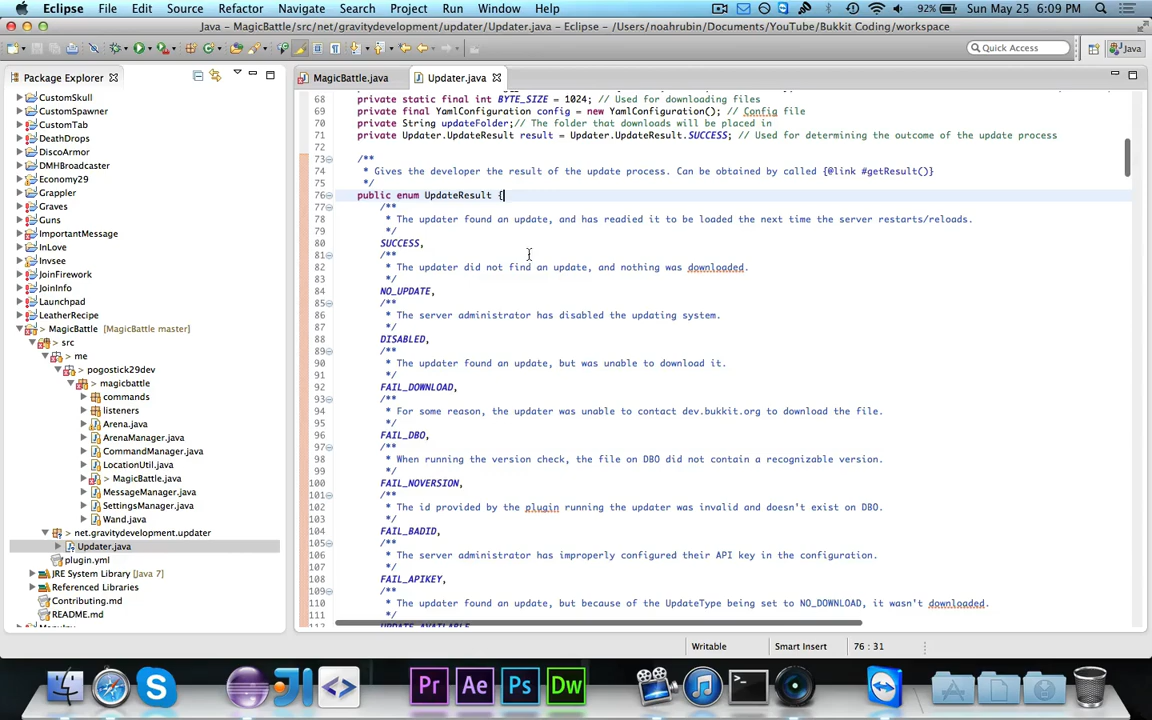 Eclipse File Edit Source Refactor Navigate Search Project Run Window Help 92% Sun May 25 6:09 PM
Java – MagicBattle/src/net/gravitydevelopment/updater/Updater.java – Eclipse – /Users/noahrubin/Documents/YouTube/Bukkit Coding/workspace
Quick Access Java
Package Explorer
CustomSkull
CustomSpawner
CustomTab
DeathDrops
DiscoArmor
DMHBroadcaster
Economy29
Grappler
Graves
Guns
ImportantMessage
InLove
Invsee
JoinFirework
JoinInfo
Launchpad
LeatherRecipe
> MagicBattle [MagicBattle master]
> src
> me
> pogostick29dev
> magicbattle
commands
listeners
Arena.java
ArenaManager.java
CommandManager.java
LocationUtil.java
> MagicBattle.java
MessageManager.java
SettingsManager.java
Wand.java
> net.gravitydevelopment.updater
Updater.java
plugin.yml
JRE System Library [Java 7]
Referenced Libraries
Contributing.md
README.md
MagicBattle.java Updater.java
68 private static final int BYTE_SIZE = 1024; // Used for downloading files
69 private final YamlConfiguration config = new YamlConfiguration(); // Config file
70 private String updateFolder;// The folder that downloads will be placed in
71 private Updater.UpdateResult result = Updater.UpdateResult.SUCCESS; // Used for determining the outcome of the update process
72
73 /**
74 * Gives the developer the result of the update process. Can be obtained by called {@link #getResult()}
75 */
76 public enum UpdateResult {
77 /**
78 * The updater found an update, and has readied it to be loaded the next time the server restarts/reloads.
79 */
80 SUCCESS,
81 /**
82 * The updater did not find an update, and nothing was downloaded.
83 */
84 NO_UPDATE,
85 /**
86 * The server administrator has disabled the updating system.
87 */
88 DISABLED,
89 /**
90 * The updater found an update, but was unable to download it.
91 */
92 FAIL_DOWNLOAD,
93 /**
94 * For some reason, the updater was unable to contact dev.bukkit.org to download the file.
95 */
96 FAIL_DBO,
97 /**
98 * When running the version check, the file on DBO did not contain a recognizable version.
99 */
100 FAIL_NOVERSION,
101 /**
102 * The id provided by the plugin running the updater was invalid and doesn't exist on DBO.
103 */
104 FAIL_BADID,
105 /**
106 * The server administrator has improperly configured their API key in the configuration.
107 */
108 FAIL_APIKEY,
109 /**
110 * The updater found an update, but because of the UpdateType being set to NO_DOWNLOAD, it wasn't downloaded.
111 */
UPDATE_AVAILABLE
Writable Smart Insert 76 : 31
Pr Ae Ps Dw